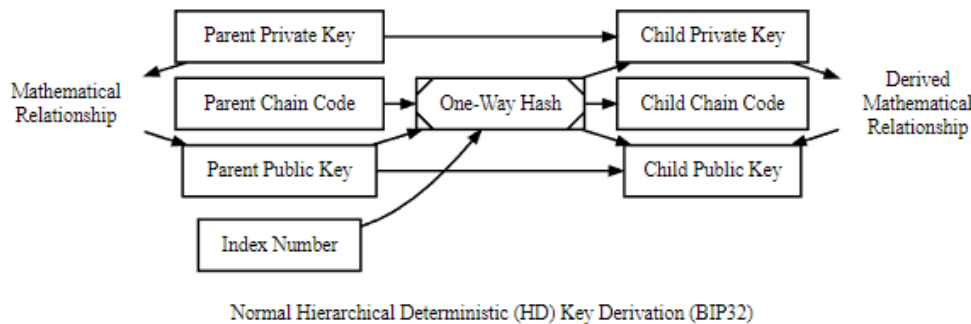 Parent Private Key
Child Private Key
Mathematical
Relationship
Parent Chain Code
One-Way Hash
Child Chain Code
Derived
Mathematical
Relationship
Parent Public Key
Child Public Key
Index Number
Normal Hierarchical Deterministic (HD) Key Derivation (BIP32)